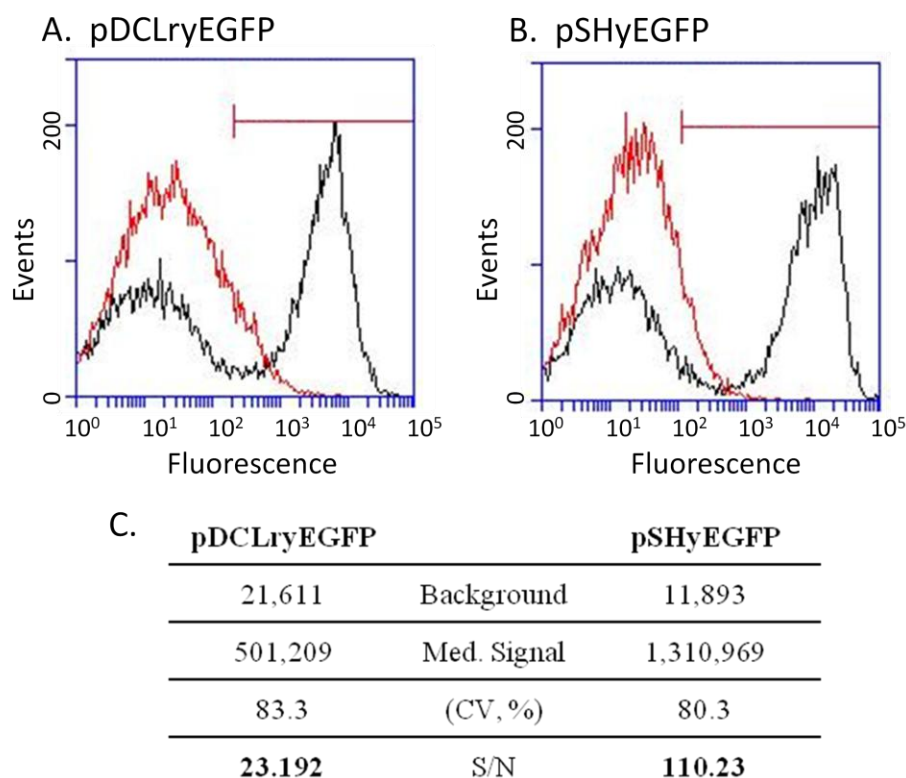 A. pDCLryEGFP
B. pSHyEGFP
200
Events
0
10⁰ 10¹ 10² 10³ 10⁴ 10⁵
Fluorescence
200
Events
0
10⁰ 10¹ 10² 10³ 10⁴ 10⁵
Fluorescence
C.
pDCLryEGFP pSHyEGFP
21,611 Background 11,893
501,209 Med. Signal 1,310,969
83.3 (CV, %) 80.3
23.192 S/N 110.23